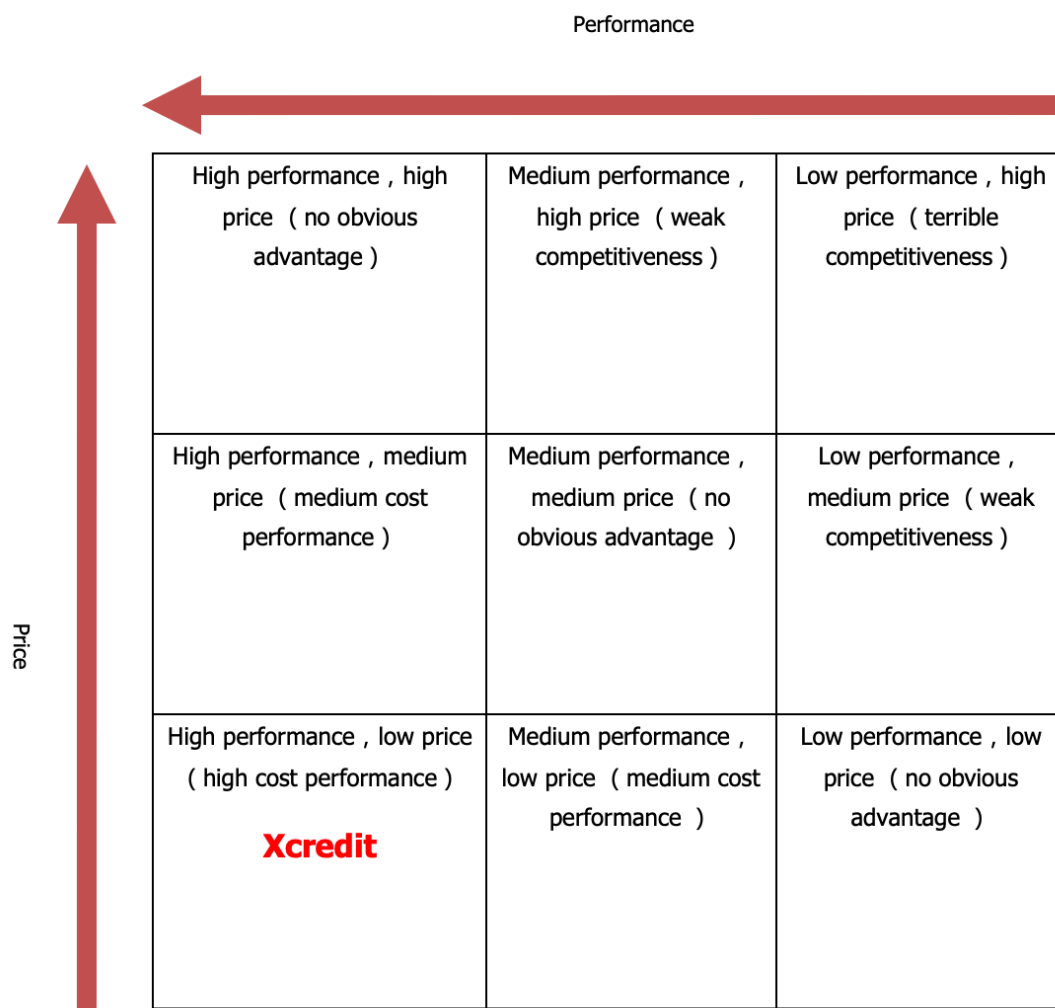 Performance
High performance , high
price ( no obvious
advantage )
Medium performance ,
high price ( weak
competitiveness )
Low performance , high
price ( terrible
competitiveness )
High performance , medium
price ( medium cost
performance )
Medium performance ,
medium price ( no
obvious advantage )
Low performance ,
medium price ( weak
competitiveness )
Price
High performance , low price
( high cost performance )
Xcredit
Medium performance ,
low price ( medium cost
performance )
Low performance , low
price ( no obvious
advantage )